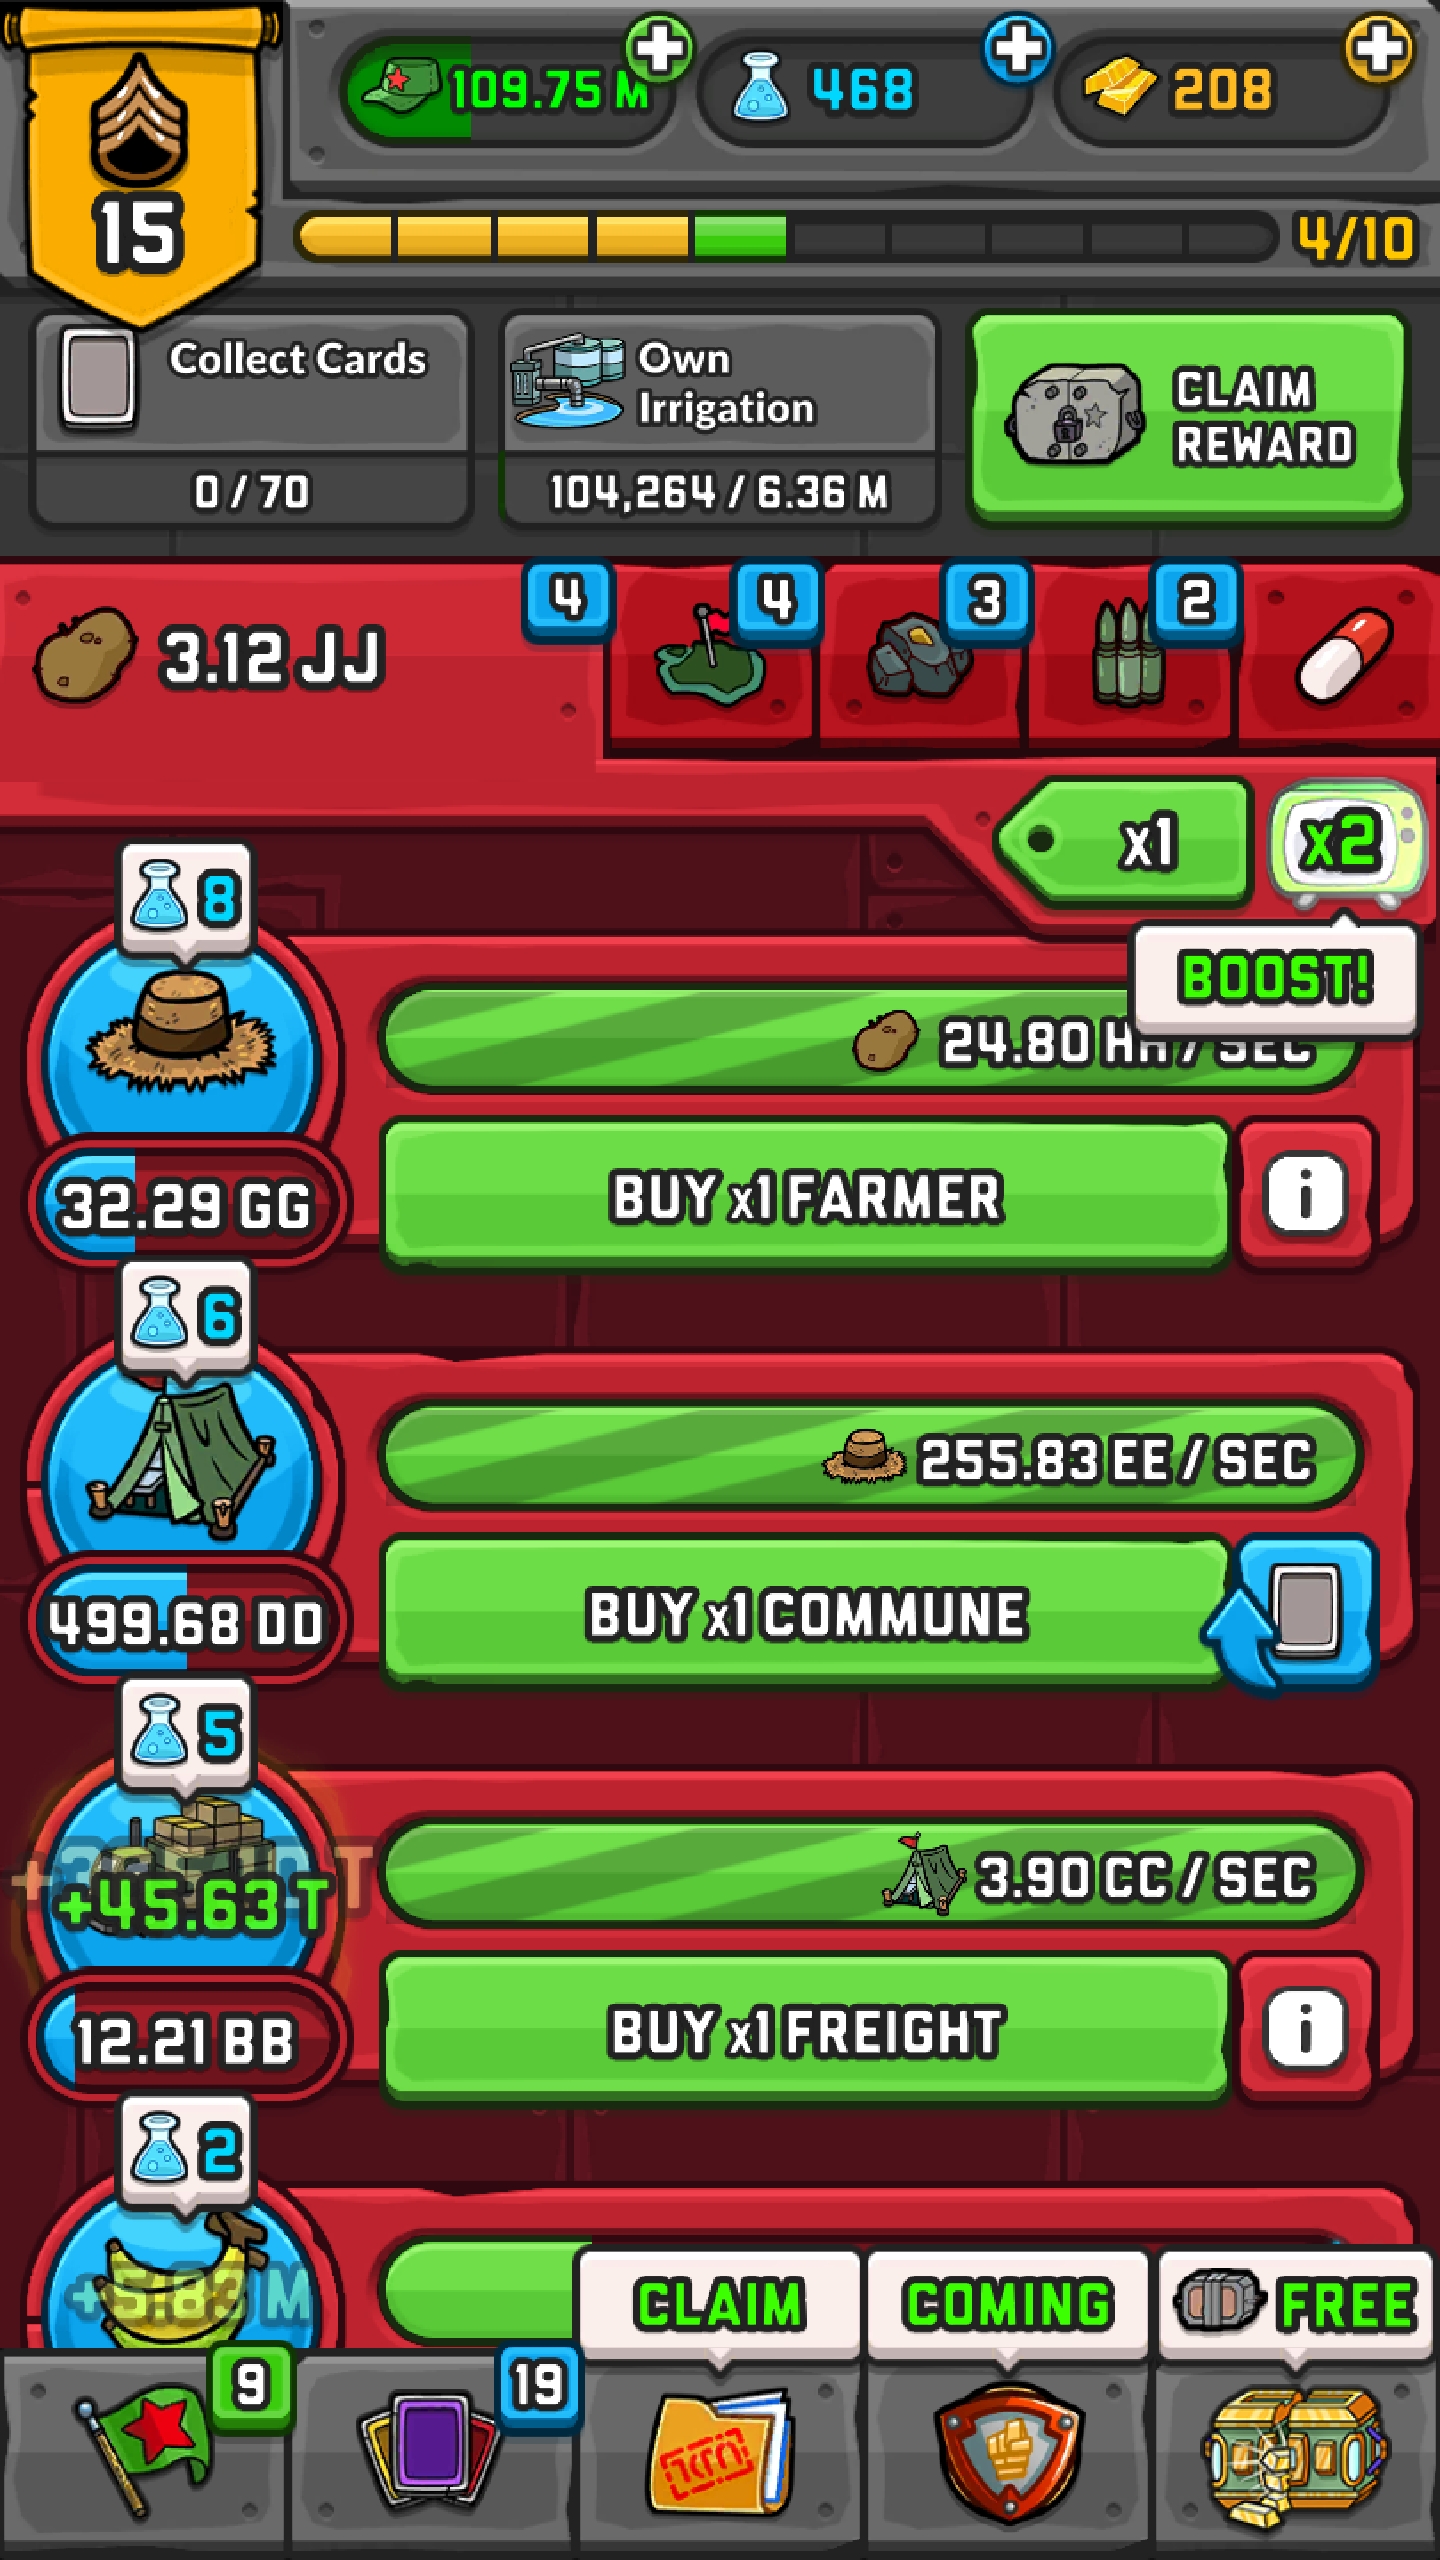 109.75 M
468
208
15
4/10
Collect Cards
0 / 70
Own
Irrigation
104,264 / 6.36 M
CLAIM
REWARD
3.12 JJ
4
4
3
2
x1
x2
BOOST!
8
24.80 HH / SEC
32.29 GG
BUY x1 FARMER
i
6
255.83 EE / SEC
499.68 DD
BUY x1 COMMUNE
5
+45.63 T
3.90 CC / SEC
12.21 BB
BUY x1 FREIGHT
i
2
+5.83 M
CLAIM
COMING
FREE
9
19